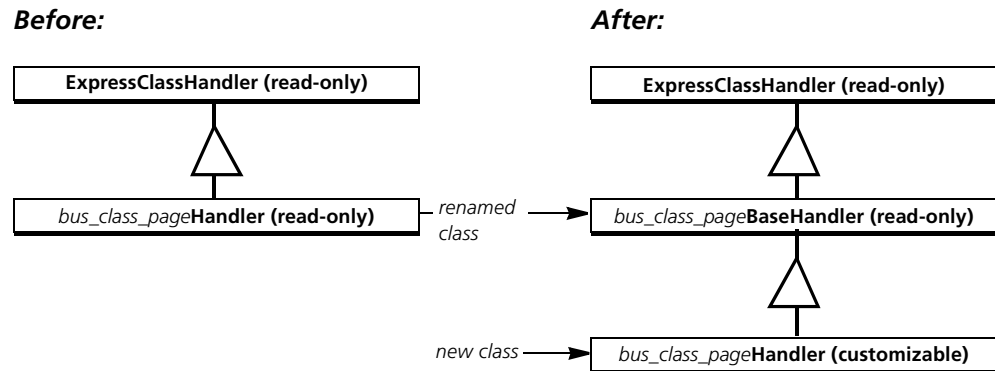 Before:
After:
ExpressClassHandler (read-only)
ExpressClassHandler (read-only)
bus_class_pageHandler (read-only)
renamed
class
bus_class_pageBaseHandler (read-only)
new class
bus_class_pageHandler (customizable)